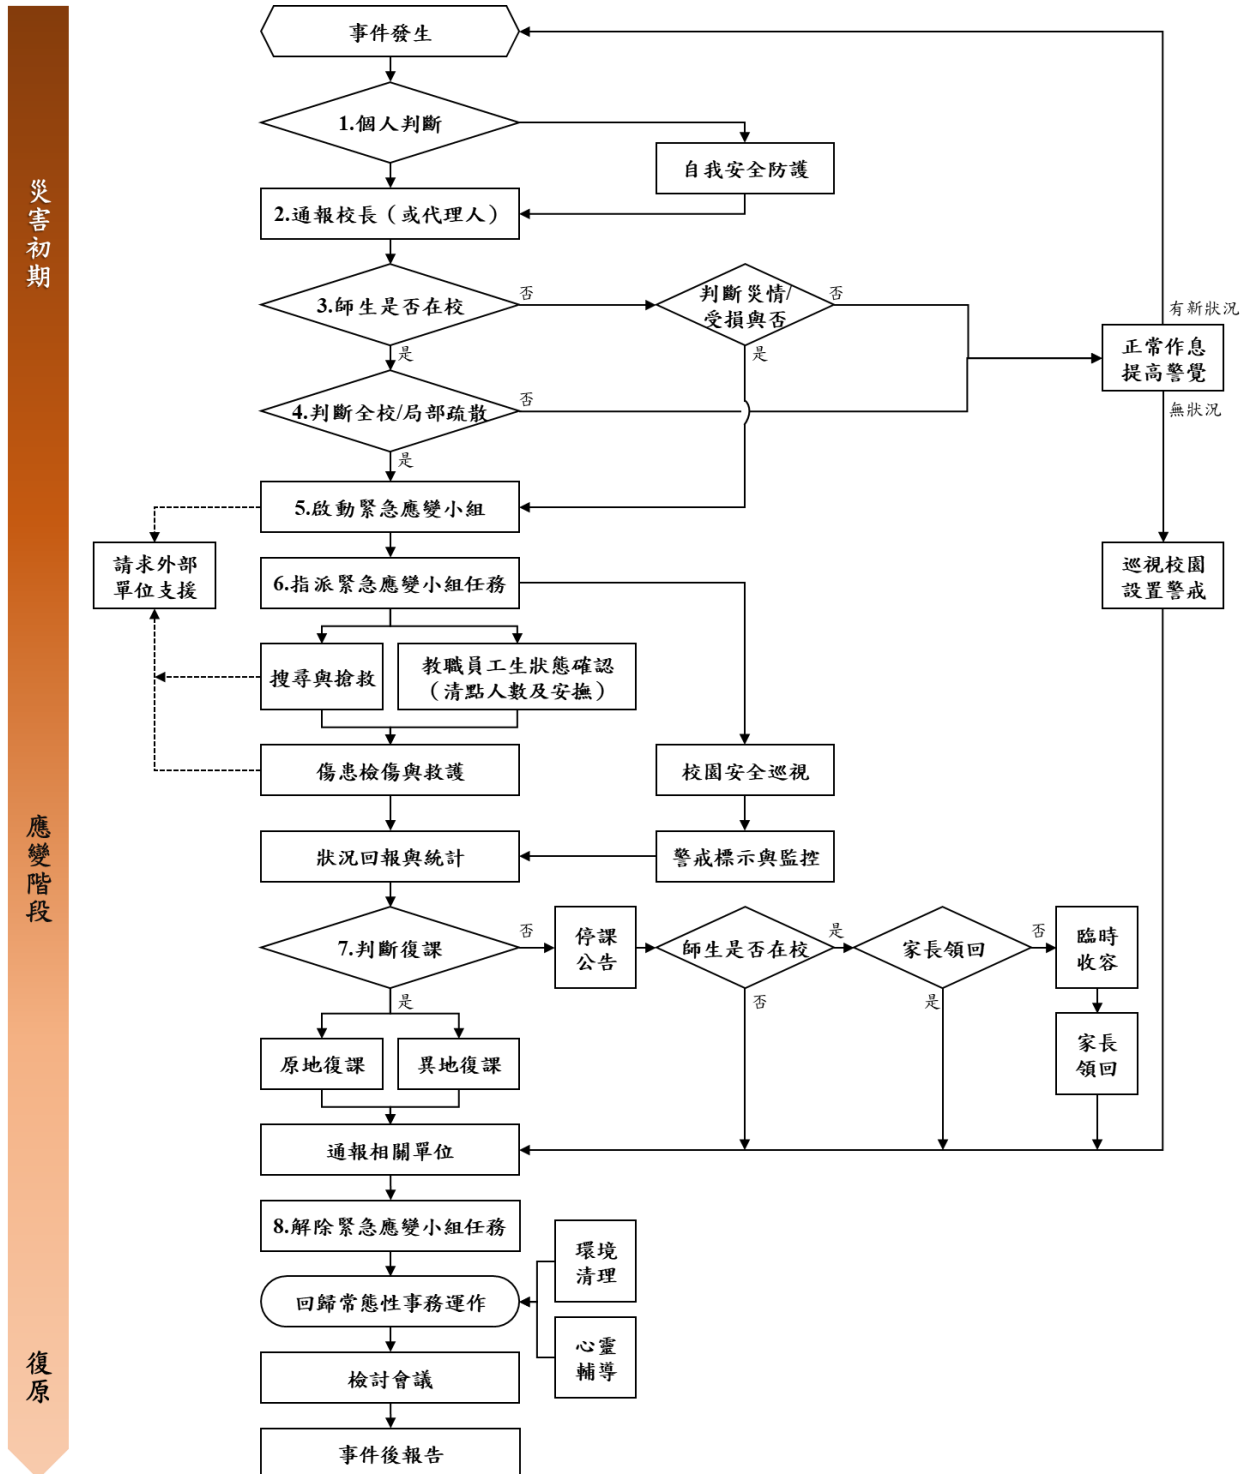 災害初期
應變階段
復原
事件發生
1.個人判斷
自我安全防護
2.通報校長（或代理人）
3.師生是否在校
否
是
判斷災情/
受損與否
否
是
有新狀況
正常作息
提高警覺
無狀況
4.判斷全校/局部疏散
否
是
5.啟動緊急應變小組
請求外部
單位支援
6.指派緊急應變小組任務
巡視校園
設置警戒
搜尋與搶救
教職員工生狀態確認
（清點人數及安撫）
傷患檢傷與救護
校園安全巡視
狀況回報與統計
警戒標示與監控
7.判斷復課
否
是
停課
公告
師生是否在校
是
否
家長領回
否
是
臨時
收容
家長
領回
原地復課
異地復課
通報相關單位
8.解除緊急應變小組任務
環境
清理
回歸常態性事務運作
心靈
輔導
檢討會議
事件後報告